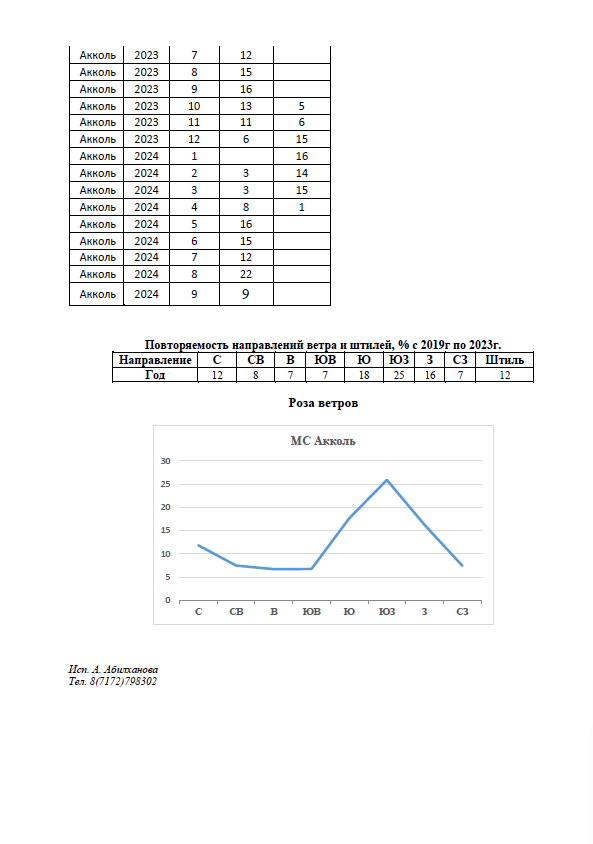 Акколь 2023 7 12
Акколь 2023 8 15
Акколь 2023 9 16
Акколь 2023 10 13 5
Акколь 2023 11 11 6
Акколь 2023 12 6 15
Акколь 2024 1 16
Акколь 2024 2 3 14
Акколь 2024 3 3 15
Акколь 2024 4 8 1
Акколь 2024 5 16
Акколь 2024 6 15
Акколь 2024 7 12
Акколь 2024 8 22
Акколь 2024 9 9
Повторяемость направлений ветра и штилей, % с 2019г по 2023г.
Направление С СВ В ЮВ Ю ЮЗ З СЗ Штиль
Год 12 8 7 7 18 25 16 7 12
Роза ветров
МС Акколь
30
25
20
15
10
5
0
С СВ В ЮВ Ю ЮЗ З СЗ
Исп. А. Абилханова
Тел. 8(7172)798302